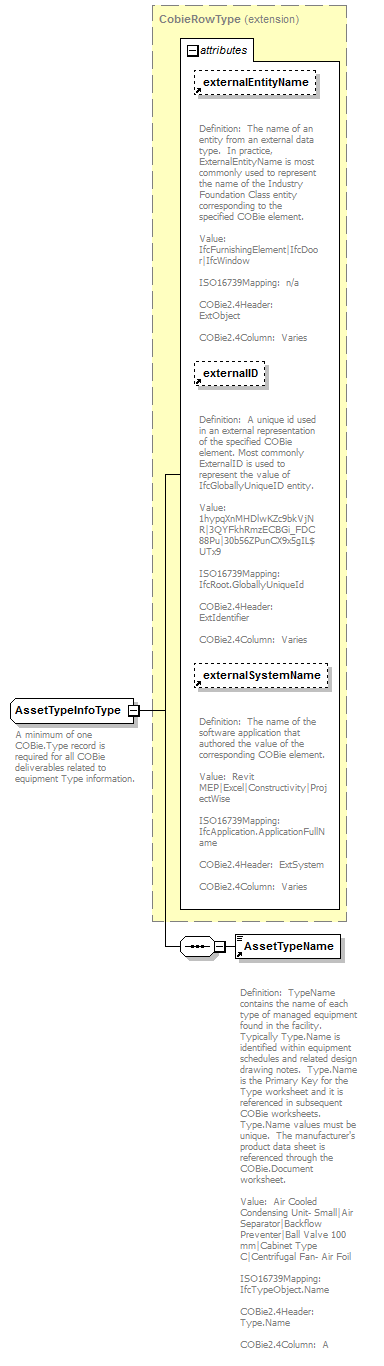 CobieRowType (extension)
attributes
externalEntityName
Definition:  The name of an
entity from an external data
type.  In practice,
ExternalEntityName is most
commonly used to represent
the name of the Industry
Foundation Class entity
corresponding to the
specified COBie element.
Value:
IfcFurnishingElement|IfcDoo
r|IfcWindow
ISO16739Mapping:  n/a
COBie2.4Header:
ExtObject
COBie2.4Column:  Varies
externalID
Definition:  A unique id used
in an external representation
of the specified COBie
element. Most commonly
ExternalID is used to
represent the value of
IfcGloballyUniqueID entity.
Value:
1hypqXnMHDlwKZc9bkVjN
R|3QYFkhRmzECBGi_FDC
88Pu|30b56ZPunCX9x5gIL$
UTx9
ISO16739Mapping:
IfcRoot.GloballyUniqueId
COBie2.4Header:
ExtIdentifier
COBie2.4Column:  Varies
externalSystemName
Definition:  The name of the
software application that
authored the value of the
corresponding COBie element.
Value:  Revit
MEP|Excel|Constructivity|Proj
ectWise
ISO16739Mapping:
IfcApplication.ApplicationFullN
ame
COBie2.4Header:  ExtSystem
COBie2.4Column:  Varies
AssetTypeInfoType
A minimum of one
COBie.Type record is
required for all COBie
deliverables related to
equipment Type information.
AssetTypeName
Definition:  TypeName
contains the name of each
type of managed equipment
found in the facility.
Typically Type.Name is
identified within equipment
schedules and related design
drawing notes.  Type.Name
is the Primary Key for the
Type worksheet and it is
referenced in subsequent
COBie worksheets.
Type.Name values must be
unique.  The manufacturer's
product data sheet is
referenced through the
COBie.Document
worksheet.
Value:  Air Cooled
Condensing Unit- Small|Air
Separator|Backflow
Preventer|Ball Valve 100
mm|Cabinet Type
C|Centrifugal Fan- Air Foil
ISO16739Mapping:
IfcTypeObject.Name
COBie2.4Header:
Type.Name
COBie2.4Column:  A